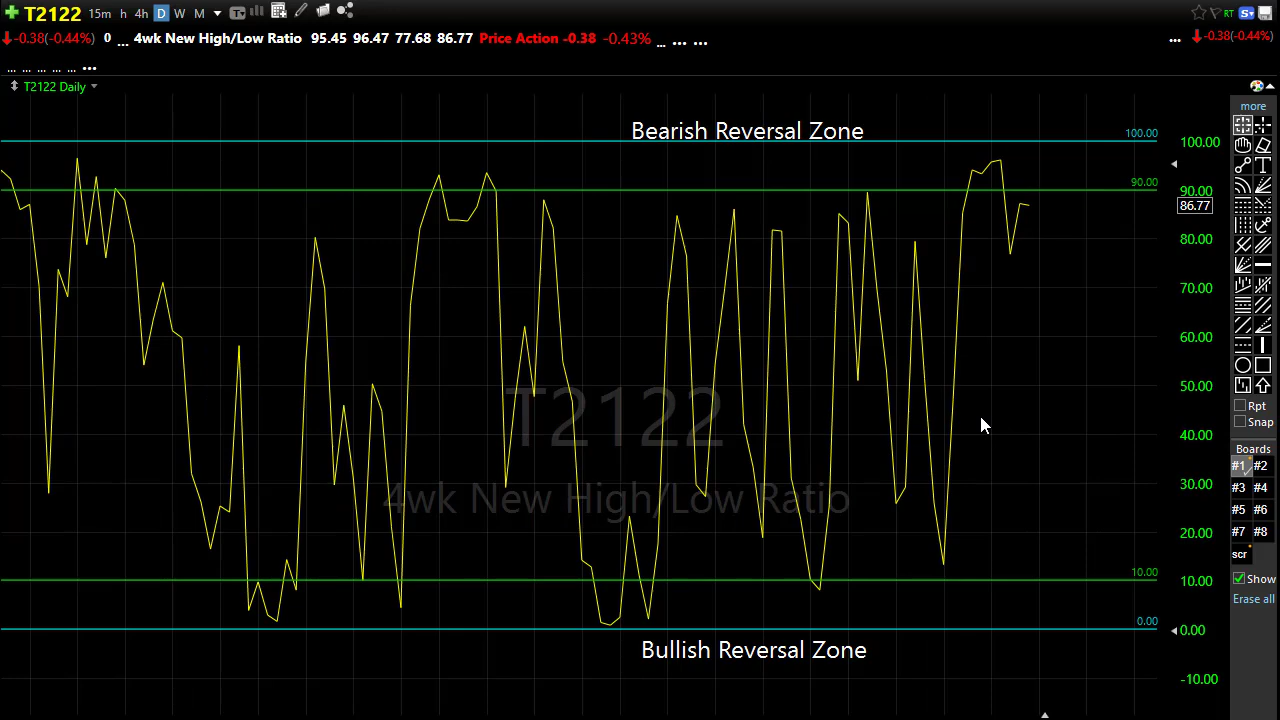 T2122 15m h 4h D W M T RT S
-0.38(-0.44%) 0 ... 4wk New High/Low Ratio 95.45 96.47 77.68 86.77 Price Action -0.38 -0.43% ... ... ... ... -0.38(-0.44%)
... ... ... ... ... ...
T2122 Daily
more
Bearish Reversal Zone
100.00 100.00
90.00 90.00
86.77
80.00
70.00
60.00
50.00
T2122
Rpt
Snap
40.00
Boards
#1 #2
4wk New High/Low Ratio
30.00
#3 #4
#5 #6
20.00
#7 #8
scr
10.00 10.00
Show
Erase all
0.00 0.00
Bullish Reversal Zone
-10.00